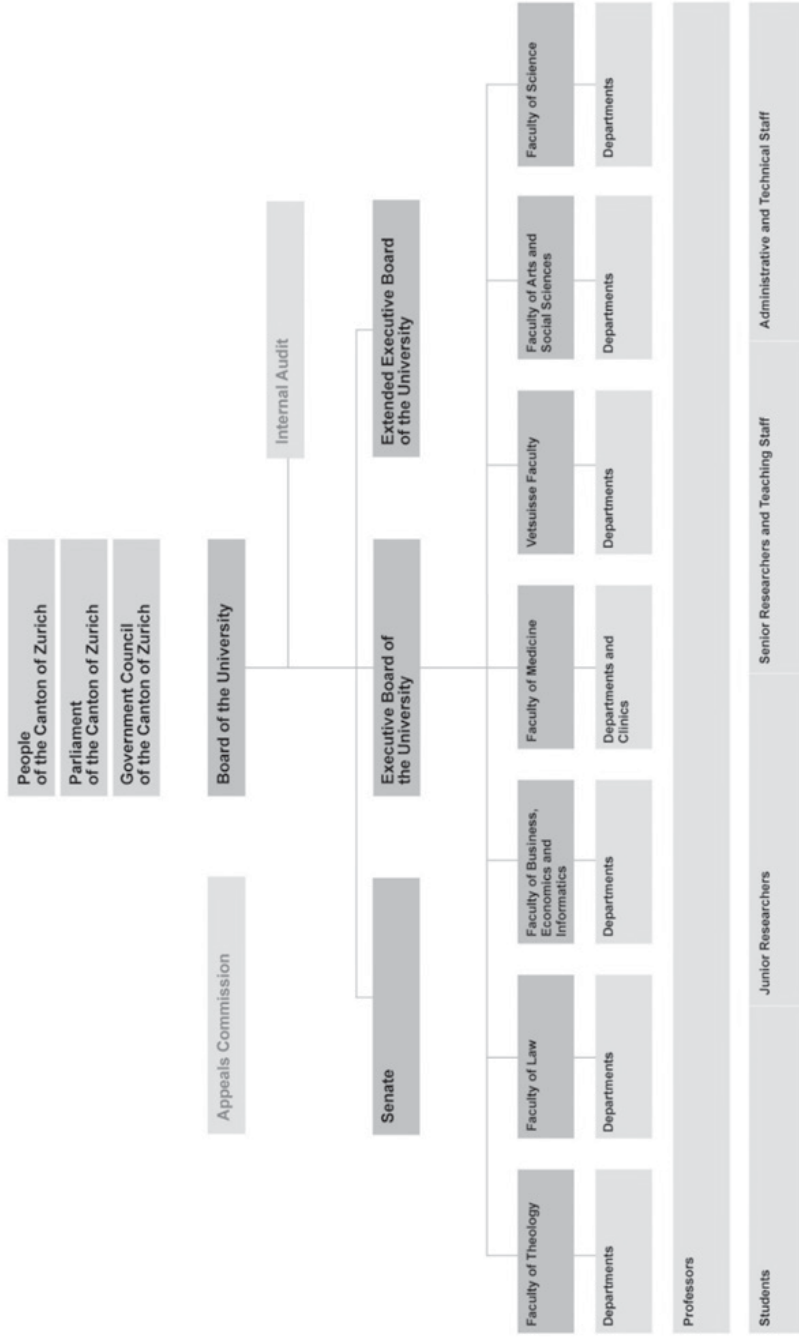 People
of the Canton of Zurich
Parliament
of the Canton of Zurich
Government Council
of the Canton of Zurich
Appeals Commission
Board of the University
Internal Audit
Senate
Executive Board of
the University
Extended Executive Board
of the University
Faculty of Theology
Faculty of Law
Faculty of Business,
Economics and
Informatics
Faculty of Medicine
Vetsuisse Faculty
Faculty of Arts and
Social Sciences
Faculty of Science
Departments
Departments
Departments
Departments and
Clinics
Departments
Departments
Departments
Professors
Students
Junior Researchers
Senior Researchers and Teaching Staff
Administrative and Technical Staff